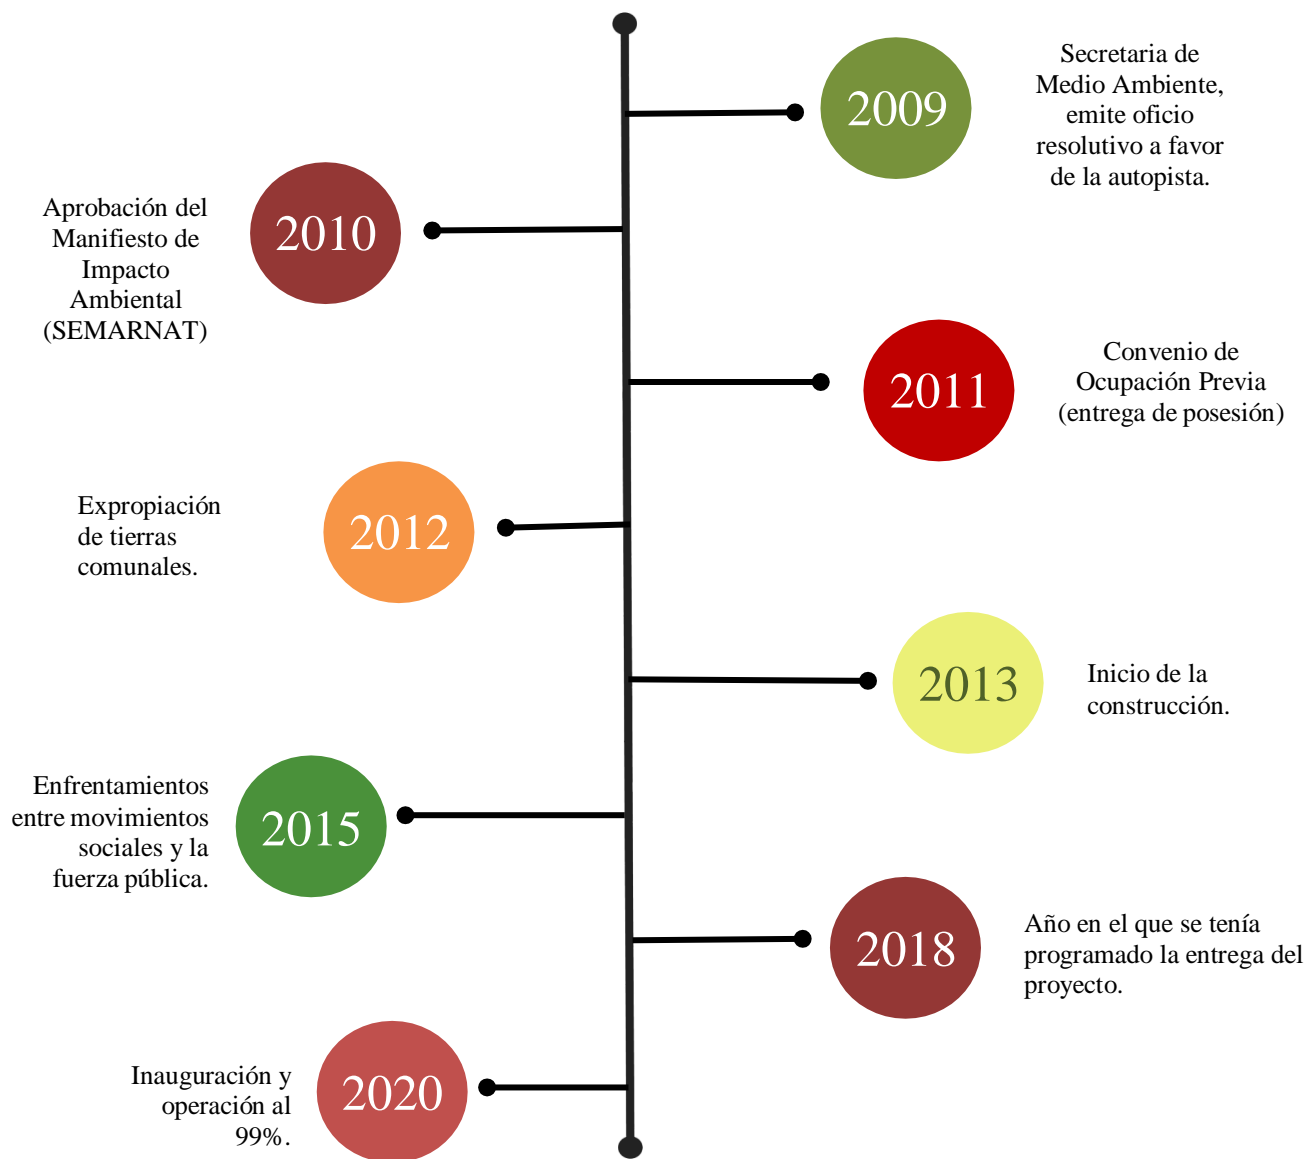 2009
Secretaria de
Medio Ambiente,
emite oficio
resolutivo a favor
de la autopista.
2010
Aprobación del
Manifiesto de
Impacto
Ambiental
(SEMARNAT)
2011
Convenio de
Ocupación Previa
(entrega de posesión)
2012
Expropiación
de tierras
comunales.
2013
Inicio de la
construcción.
2015
Enfrentamientos
entre movimientos
sociales y la
fuerza pública.
2018
Año en el que se tenía
programado la entrega del
proyecto.
2020
Inauguración y
operación al
99%.